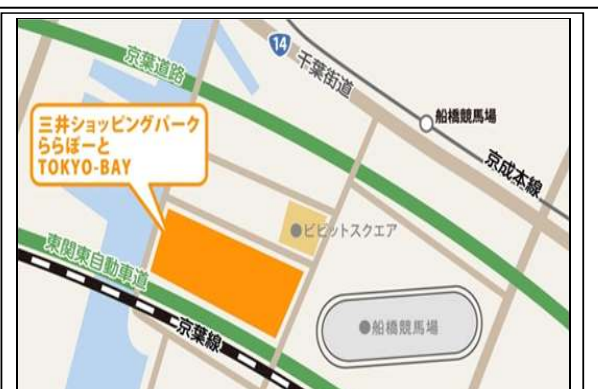 14
千葉街道
京葉道路
船橋競馬場
京成本線
三井ショッピングパーク
ららぽーと
TOKYO-BAY
●ビビットスクエア
東関東自動車道
京葉線
●船橋競馬場